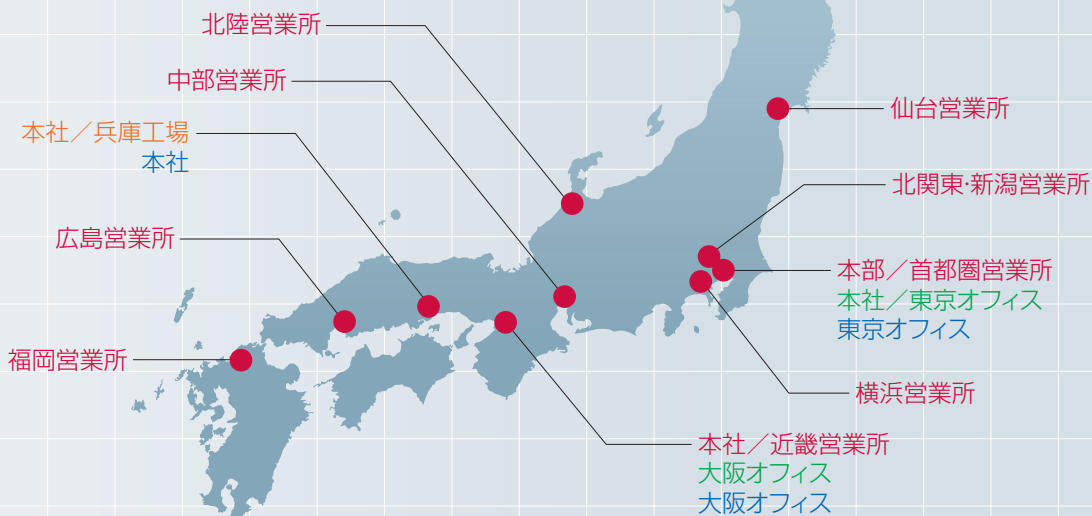 北陸営業所
中部営業所
本社／兵庫工場
本社
広島営業所
福岡営業所
仙台営業所
北関東･新潟営業所
本部／首都圏営業所
本社／東京オフィス
東京オフィス
横浜営業所
本社／近畿営業所
大阪オフィス
大阪オフィス